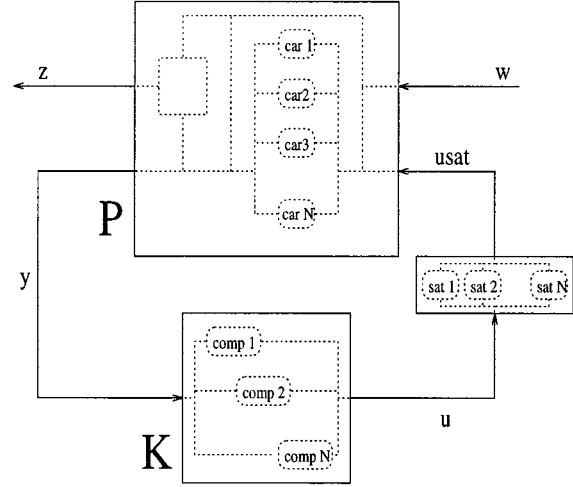 car 1
z
w
car2
car3
usat
P
car N
y
sat 1 sat 2 sat N
comp 1
comp 2
u
K
comp N